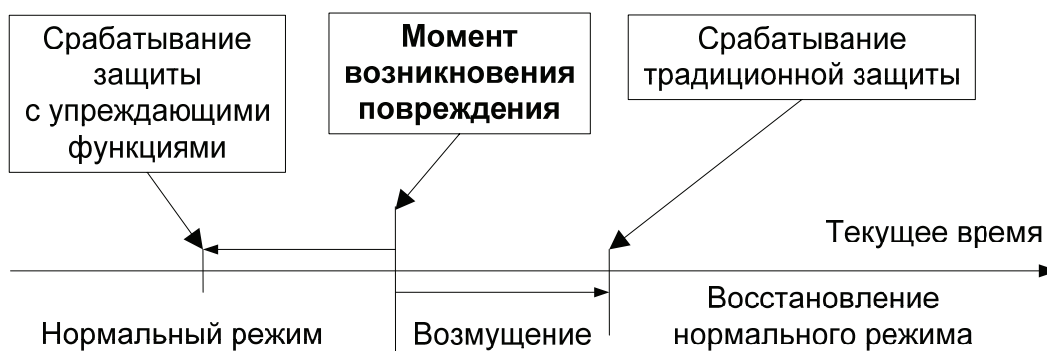 Срабатывание
защиты
с упреждающими
функциями
Момент
возникновения
повреждения
Срабатывание
традиционной защиты
Текущее время
Нормальный режим
Возмущение
Восстановление
нормального режима